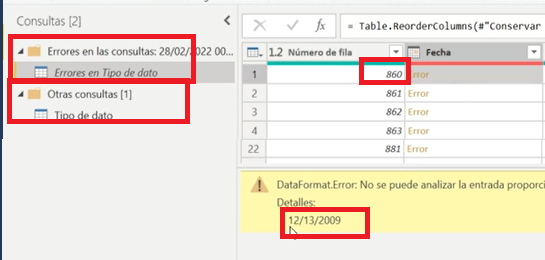 Consultas [2]
Errores en las consultas: 28/02/2022 00...
Errores en Tipo de dato
Otras consultas [1]
Tipo de dato
fx
= Table.ReorderColumns(#"Conservar
1.2 Número de fila
Fecha
1 860 Error
2 861 Error
3 862 Error
4 863 Error
22 881 Error
DataFormat.Error: No se puede analizar la entrada proporci
Detalles:
12/13/2009